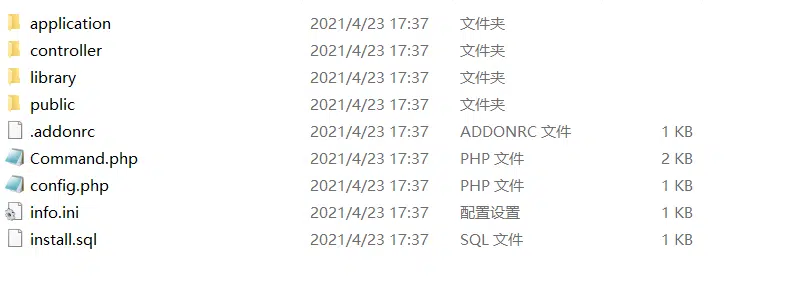 application 2021/4/23 17:37 文件夹
controller 2021/4/23 17:37 文件夹
library 2021/4/23 17:37 文件夹
public 2021/4/23 17:37 文件夹
.addonrc 2021/4/23 17:37 ADDONRC 文件 1 KB
Command.php 2021/4/23 17:37 PHP 文件 2 KB
config.php 2021/4/23 17:37 PHP 文件 1 KB
info.ini 2021/4/23 17:37 配置设置 1 KB
install.sql 2021/4/23 17:37 SQL 文件 1 KB